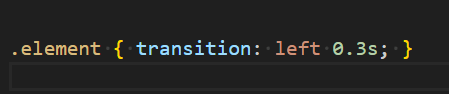 .element { transition: left 0.3s; }